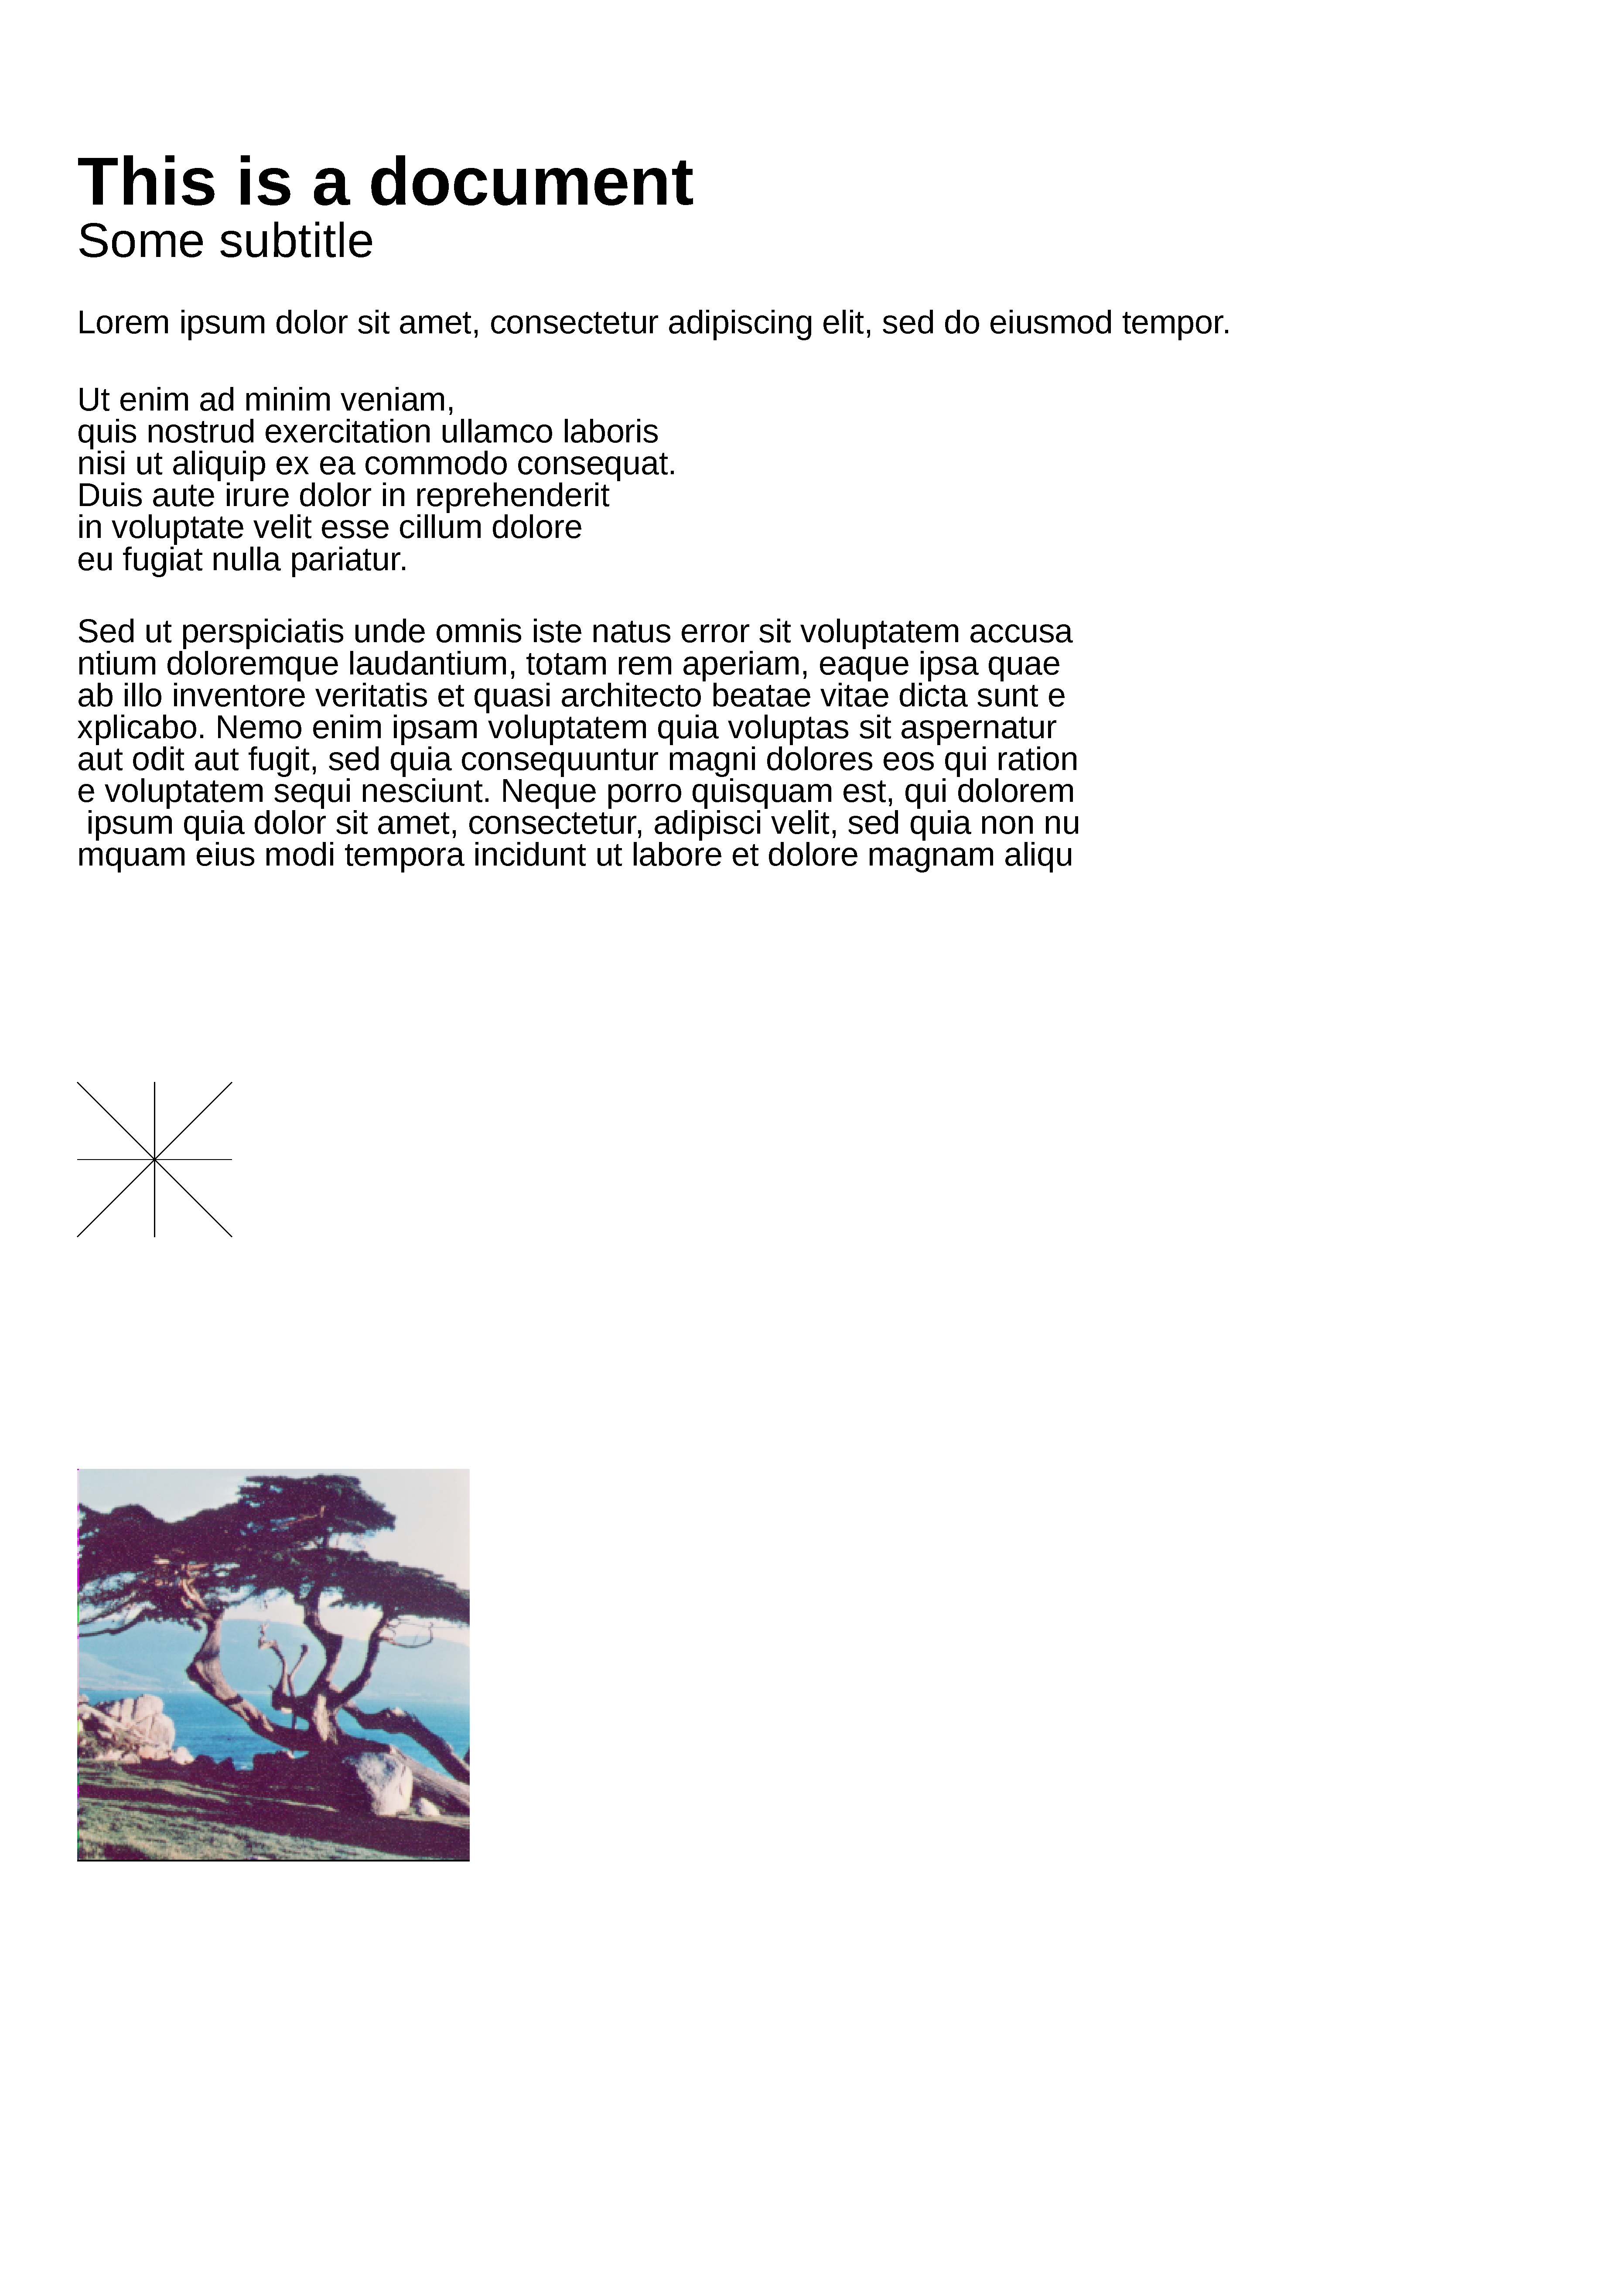 This is a document
Some subtitle
Lorem ipsum dolor sit amet, consectetur adipiscing elit, sed do eiusmod tempor.
Ut enim ad minim veniam,
quis nostrud exercitation ullamco laboris
nisi ut aliquip ex ea commodo consequat.
Duis aute irure dolor in reprehenderit
in voluptate velit esse cillum dolore
eu fugiat nulla pariatur.
Sed ut perspiciatis unde omnis iste natus error sit voluptatem accusa
ntium doloremque laudantium, totam rem aperiam, eaque ipsa quae
ab illo inventore veritatis et quasi architecto beatae vitae dicta sunt e
xplicabo. Nemo enim ipsam voluptatem quia voluptas sit aspernatur
aut odit aut fugit, sed quia consequuntur magni dolores eos qui ration
e voluptatem sequi nesciunt. Neque porro quisquam est, qui dolorem
 ipsum quia dolor sit amet, consectetur, adipisci velit, sed quia non nu
mquam eius modi tempora incidunt ut labore et dolore magnam aliqu